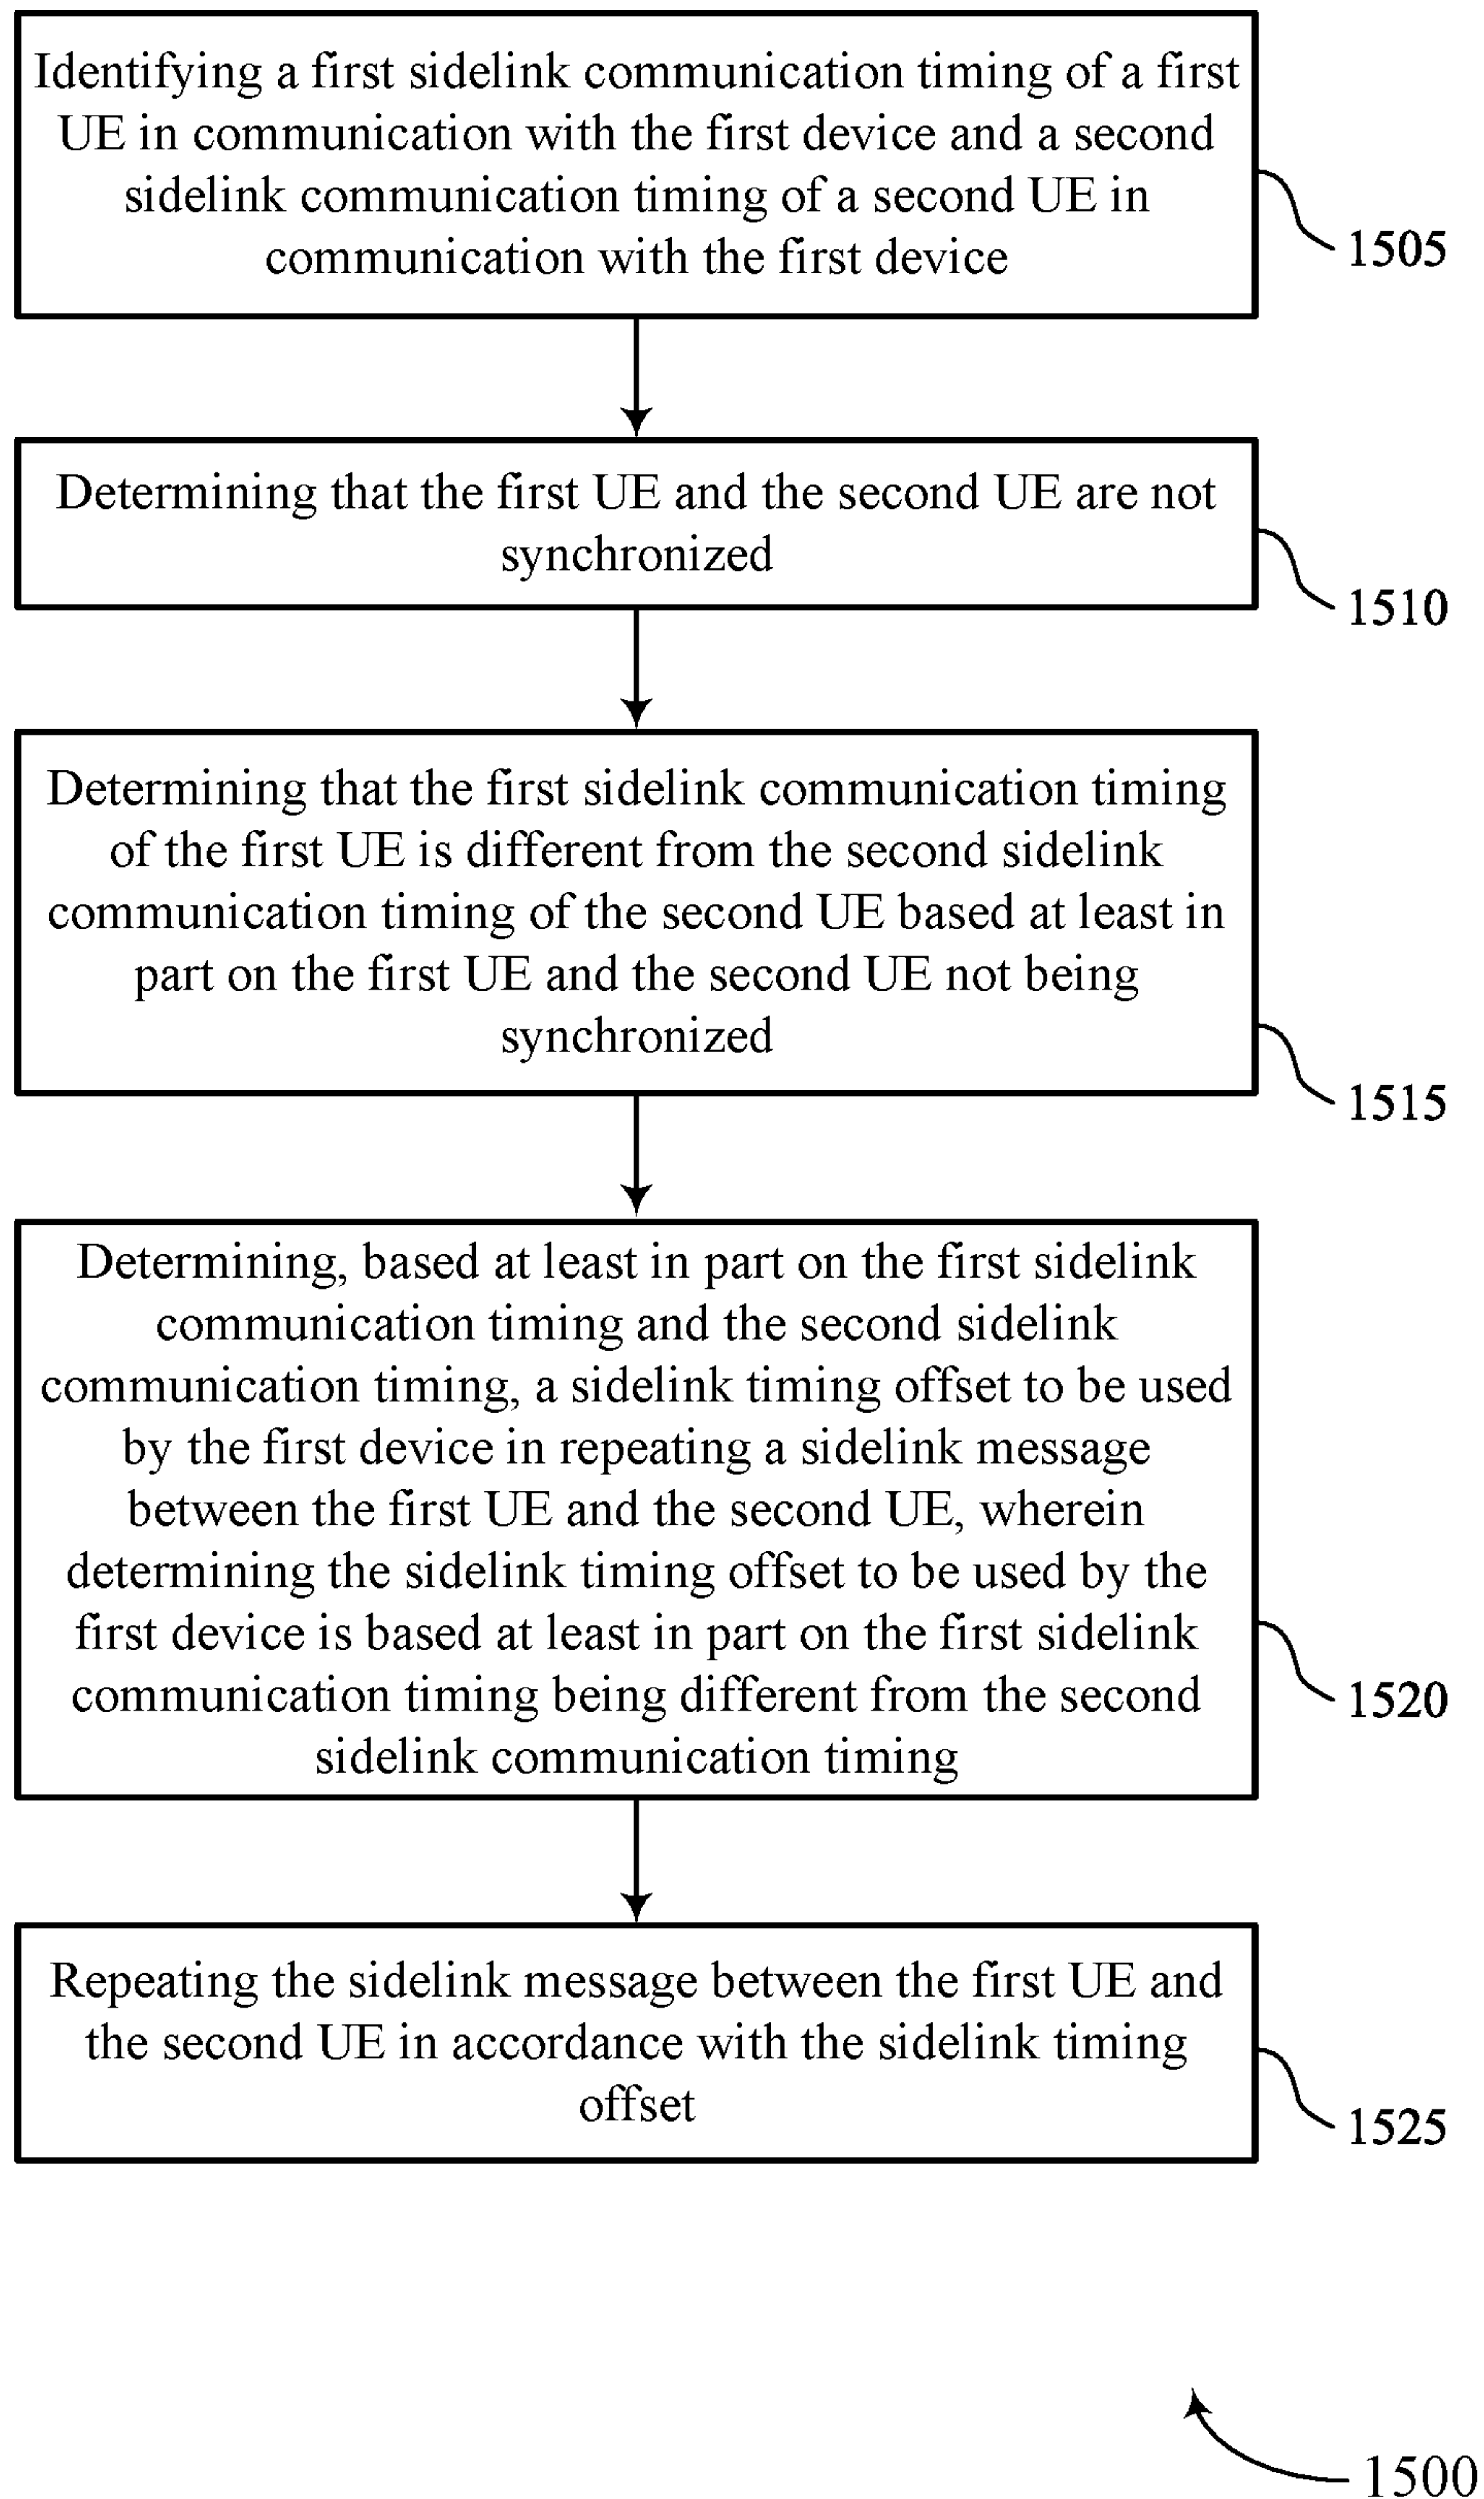 Identifying a first sidelink communication timing of a first
UE in communication with the first device and a second
sidelink communication timing of a second UE in
communication with the first device
1505
Determining that the first UE and the second UE are not
synchronized
1510
Determining that the first sidelink communication timing
of the first UE is different from the second sidelink
communication timing of the second UE based at least in
part on the first UE and the second UE not being
synchronized
1515
Determining, based at least in part on the first sidelink
communication timing and the second sidelink
communication timing, a sidelink timing offset to be used
by the first device in repeating a sidelink message
between the first UE and the second UE, wherein
determining the sidelink timing offset to be used by the
first device is based at least in part on the first sidelink
communication timing being different from the second
sidelink communication timing
1520
Repeating the sidelink message between the first UE and
the second UE in accordance with the sidelink timing
offset
1525
1500